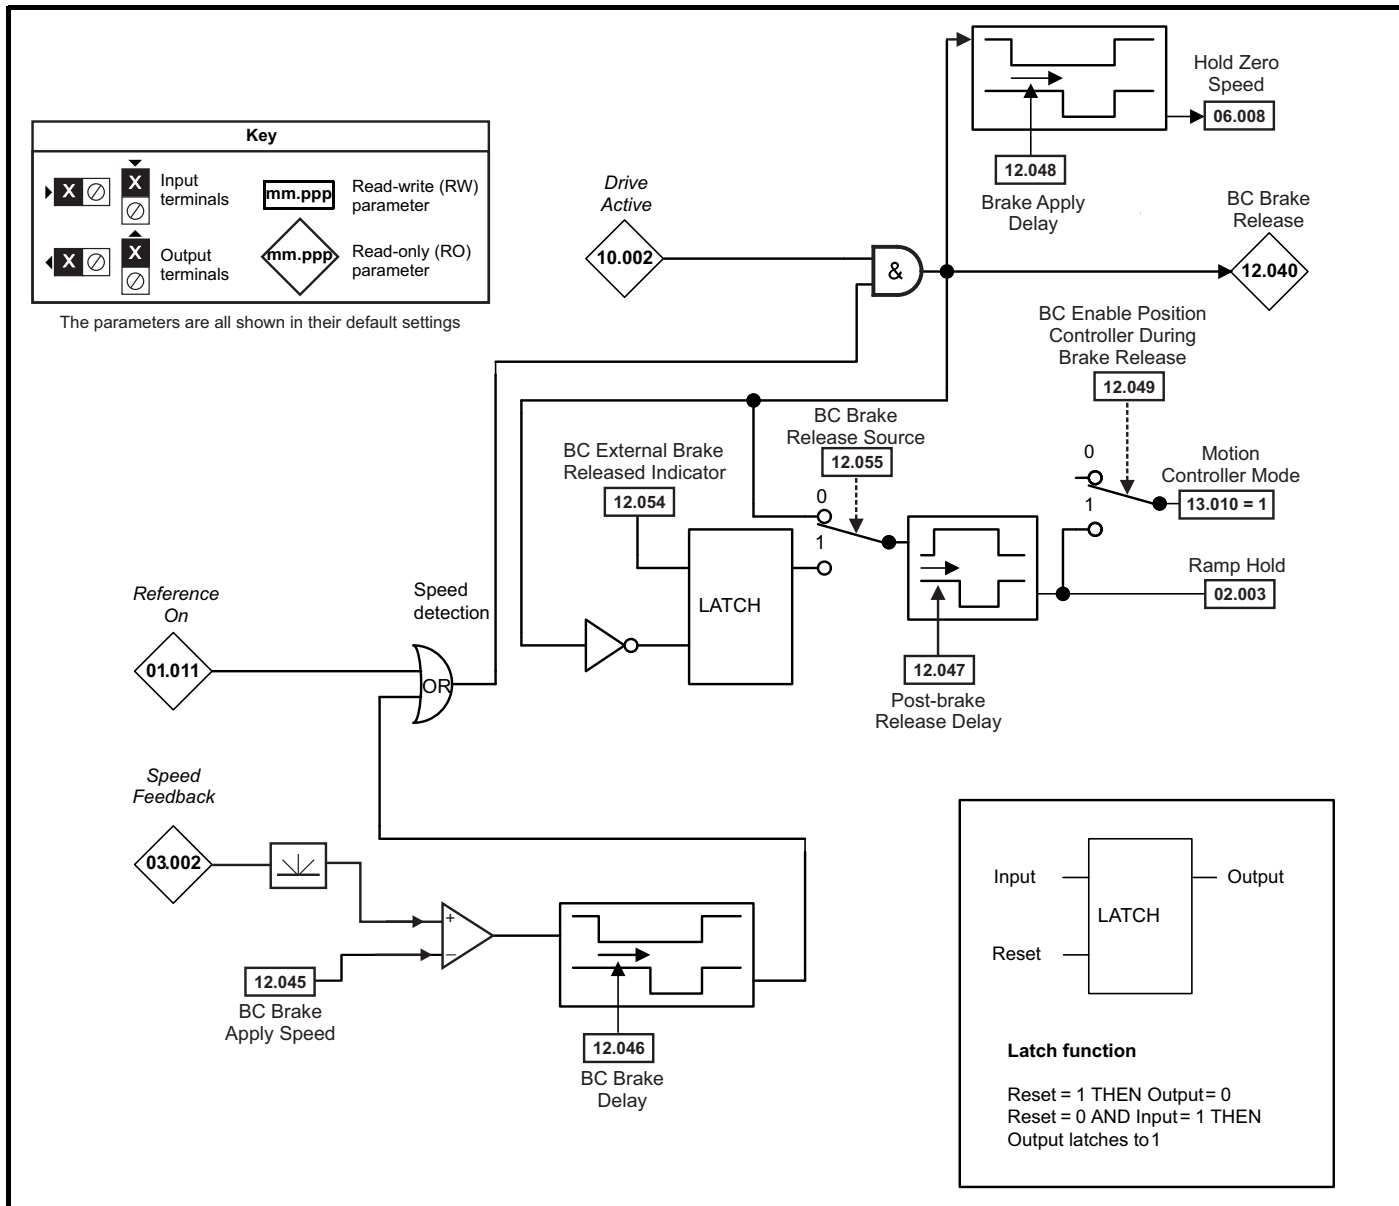 Key
X
X
Input
terminals
mm.ppp
Read-write (RW)
parameter
X
X
Output
terminals
mm.ppp
Read-only (RO)
parameter
The parameters are all shown in their default settings
Hold Zero
Speed
06.008
12.048
Brake Apply
Delay
Drive
Active
10.002
&
BC Brake
Release
12.040
BC Enable Position
Controller During
Brake Release
12.049
0
1
Motion
Controller Mode
13.010 = 1
BC Brake
Release Source
12.055
0
1
BC External Brake
Released Indicator
12.054
LATCH
Ramp Hold
02.003
12.047
Post-brake
Release Delay
Reference
On
01.011
Speed
detection
OR
Speed
Feedback
03.002
+
–
12.045
BC Brake
Apply Speed
12.046
BC Brake
Delay
Input
Reset
LATCH
Output
Latch function
Reset = 1 THEN Output = 0
Reset = 0 AND Input = 1 THEN
Output latches to 1